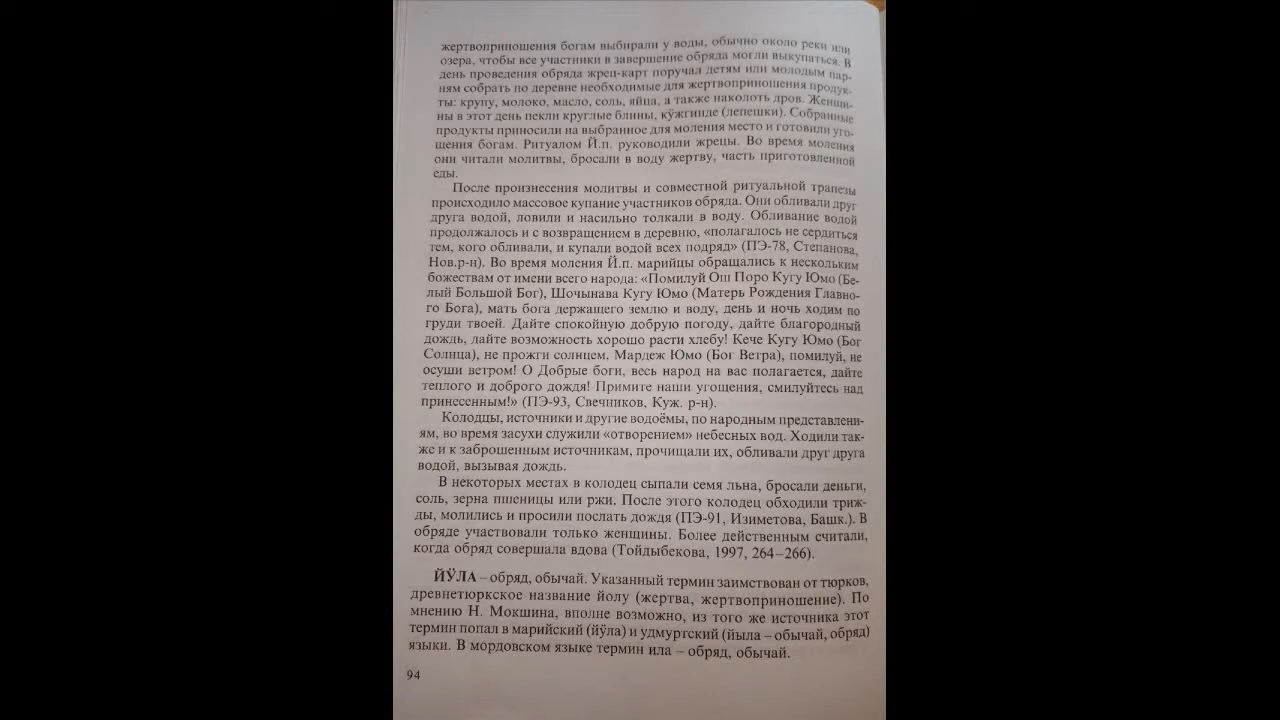 жертвоприношения богам выбирали у воды, обычно около реки или
озера, чтобы все участники в завершение обряда могли выкупаться. В
день проведения обряда жрец-карт поручал детям или молодым пар-
ням собрать по деревне необходимые для жертвоприношения продук-
ты: крупу, молоко, масло, соль, яйца, а также наколоть дров. Женщи-
ны в этот день пекли круглые блины, кӱжгинде (лепешки). Собранные
продукты приносили на выбранное для моления место и готовили уго-
щения богам. Ритуалом Й.п. руководили жрецы. Во время моления
они читали молитвы, бросали в воду жертву, часть приготовленной
еды.
После произнесения молитвы и совместной ритуальной трапезы
происходило массовое купание участников обряда. Они обливали друг
друга водой, ловили и насильно толкали в воду. Обливание водой
продолжалось и с возвращением в деревню, «полагалось не сердиться
тем, кого обливали, и купали водой всех подряд» (ПЭ-78, Степанова,
Нов.р-н). Во время моления Й.п. марийцы обращались к нескольким
божествам от имени всего народа: «Помилуй Ош Поро Кугу Юмо (Бе-
лый Большой Бог), Шочынава Кугу Юмо (Матерь Рождения Главно-
го Бога), мать бога держащего землю и воду, день и ночь ходим по
груди твоей. Дайте спокойную добрую погоду, дайте благородный
дождь, дайте возможность хорошо расти хлебу! Кече Кугу Юмо (Бог
Солнца), не прожги солнцем, Мардеж Юмо (Бог Ветра), помилуй, не
осуши ветром! О Добрые боги, весь народ на вас полагается, дайте
теплого и доброго дождя! Примите наши угощения, смилуйтесь над
принесенным!» (ПЭ-93, Свечников, Куж. р-н).
Колодцы, источники и другие водоёмы, по народным представлени-
ям, во время засухи служили «отворением» небесных вод. Ходили так-
же и к заброшенным источникам, прочищали их, обливали друг друга
водой, вызывая дождь.
В некоторых местах в колодец сыпали семя льна, бросали деньги,
соль, зерна пшеницы или ржи. После этого колодец обходили триж-
ды, молились и просили послать дождя (ПЭ-91, Изиметова, Башк.). В
обряде участвовали только женщины. Более действенным считали,
когда обряд совершала вдова (Тойдыбекова, 1997, 264–266).
ЙӰЛА – обряд, обычай. Указанный термин заимствован от тюрков,
древнетюркское название йолу (жертва, жертвоприношение). По
мнению Н. Мокшина, вполне возможно, из того же источника этот
термин попал в марийский (йӱла) и удмуртский (йыла – обычай, обряд)
языки. В мордовском языке термин ила – обряд, обычай.
94